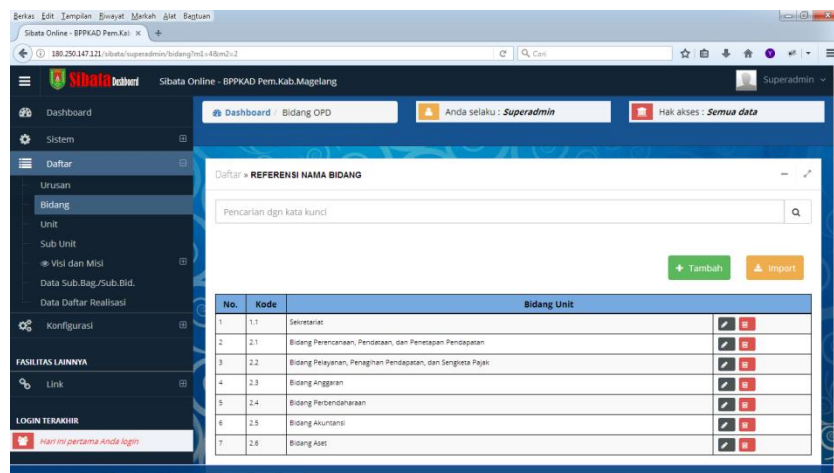 Berkas Edit Tampilan Riwayat Markah Alat Bantuan
Sibata Online - BPPKAD Pem.Kab
180.250.147.121/sibata/superadmin/bidang?m1=4&m2=2
Cari
Sibata Dashboard
Sibata Online - BPPKAD Pem.Kab.Magelang
Superadmin
Dashboard
Sistem
Daftar
Urusan
Bidang
Unit
Sub Unit
Visi dan Misi
Data Sub.Bag./Sub.Bid.
Data Daftar Realisasi
Konfigurasi
FASILITAS LAINNYA
Link
LOGIN TERAKHIR
Hari ini pertama Anda login
Dashboard / Bidang OPD
Anda selaku : Superadmin
Hak akses : Semua data
Daftar » REFERENSI NAMA BIDANG
Pencarian dgn kata kunci
+ Tambah
Import
No. Kode Bidang Unit
1 1.1 Sekretariat
2 2.1 Bidang Perencanaan, Pendataan, dan Penetapan Pendapatan
3 2.2 Bidang Pelayanan, Penagihan Pendapatan, dan Sengketa Pajak
4 2.3 Bidang Anggaran
5 2.4 Bidang Perbendaharaan
6 2.5 Bidang Akuntansi
7 2.6 Bidang Aset